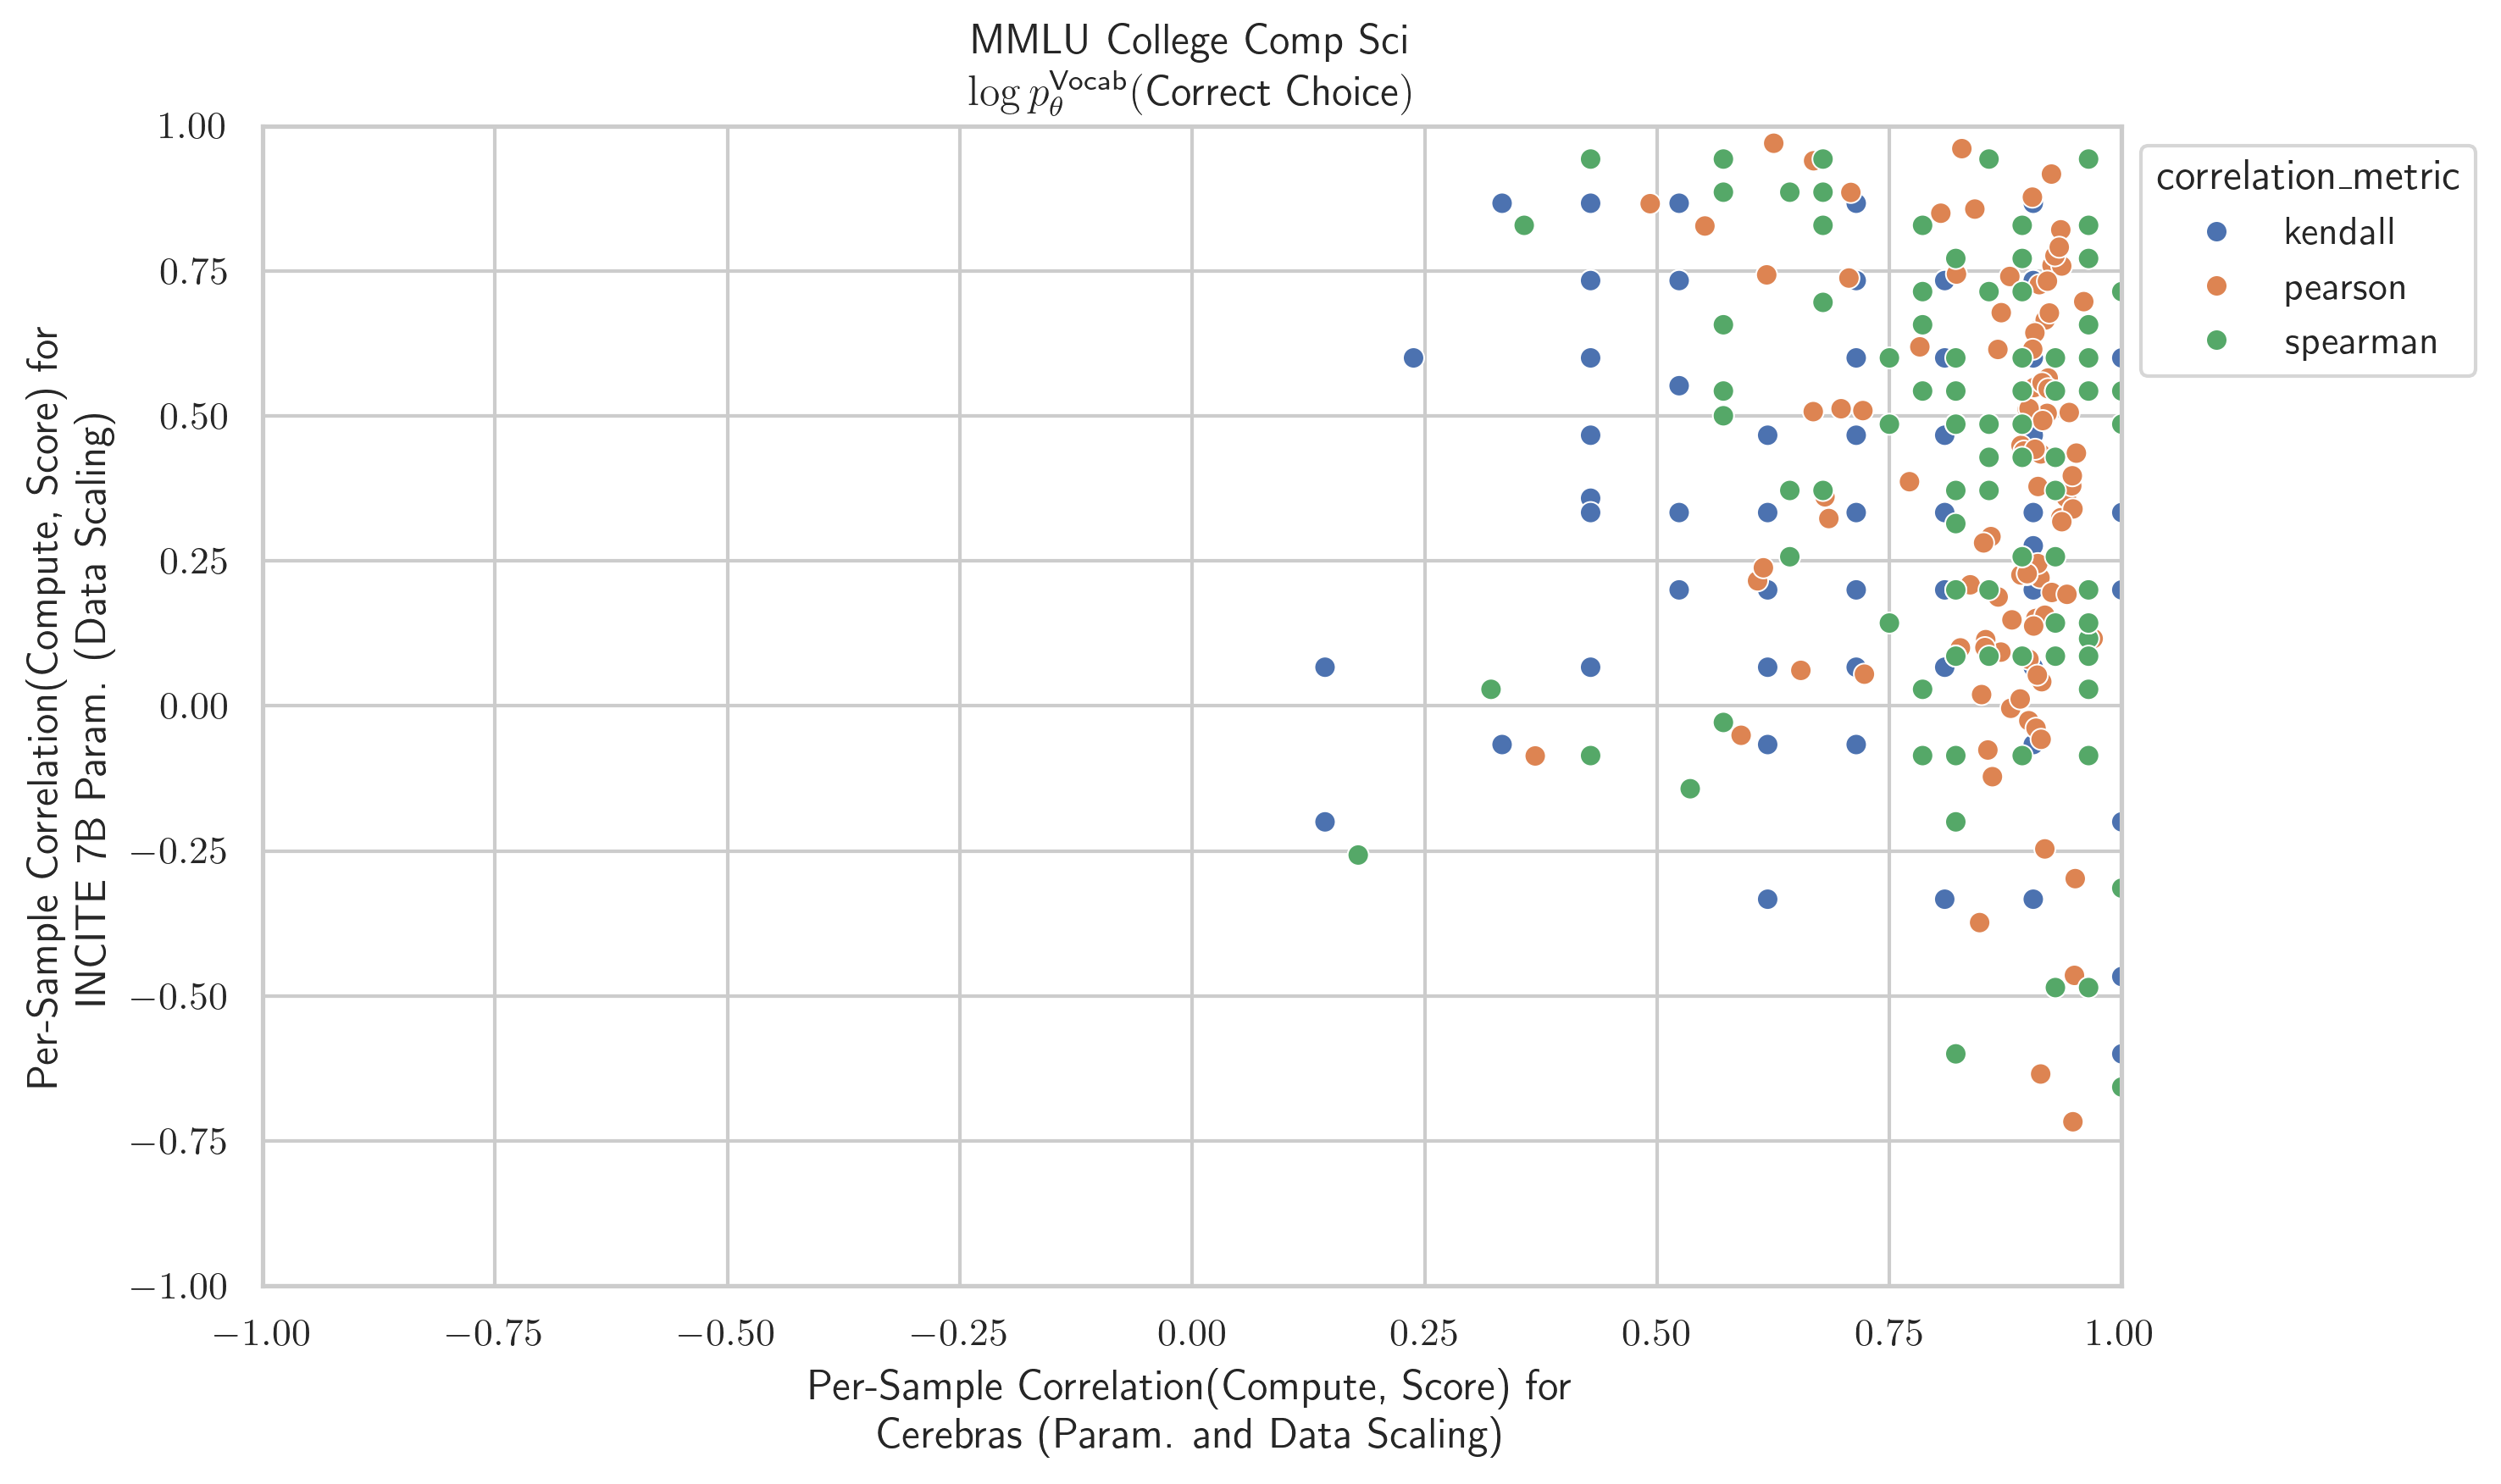 MMLU College Comp Sci
log p_θ^Vocab(Correct Choice)
1.00
0.75
0.50
0.25
0.00
−0.25
−0.50
−0.75
−1.00
Per-Sample Correlation(Compute, Score) for
INCITE 7B Param. (Data Scaling)
correlation_metric
kendall
pearson
spearman
−1.00 −0.75 −0.50 −0.25 0.00 0.25 0.50 0.75 1.00
Per-Sample Correlation(Compute, Score) for
Cerebras (Param. and Data Scaling)